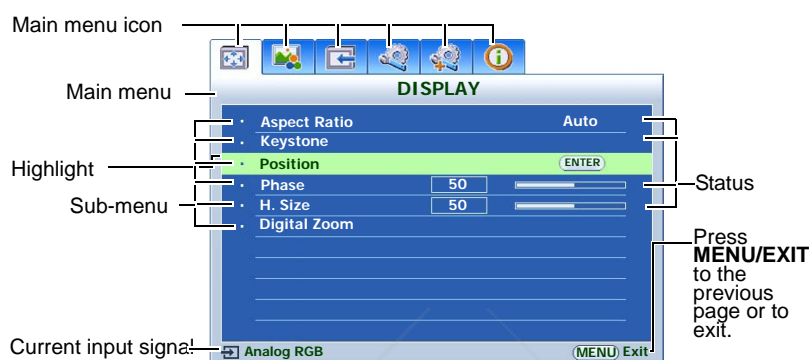 Main menu icon
Main menu
DISPLAY
Aspect Ratio Auto
Keystone
Highlight
Position ENTER
Status
Phase 50
Sub-menu
H. Size 50
Digital Zoom
Press
MENU/EXIT
to the
previous
page or to
exit.
Current input signal
Analog RGB
MENU Exit